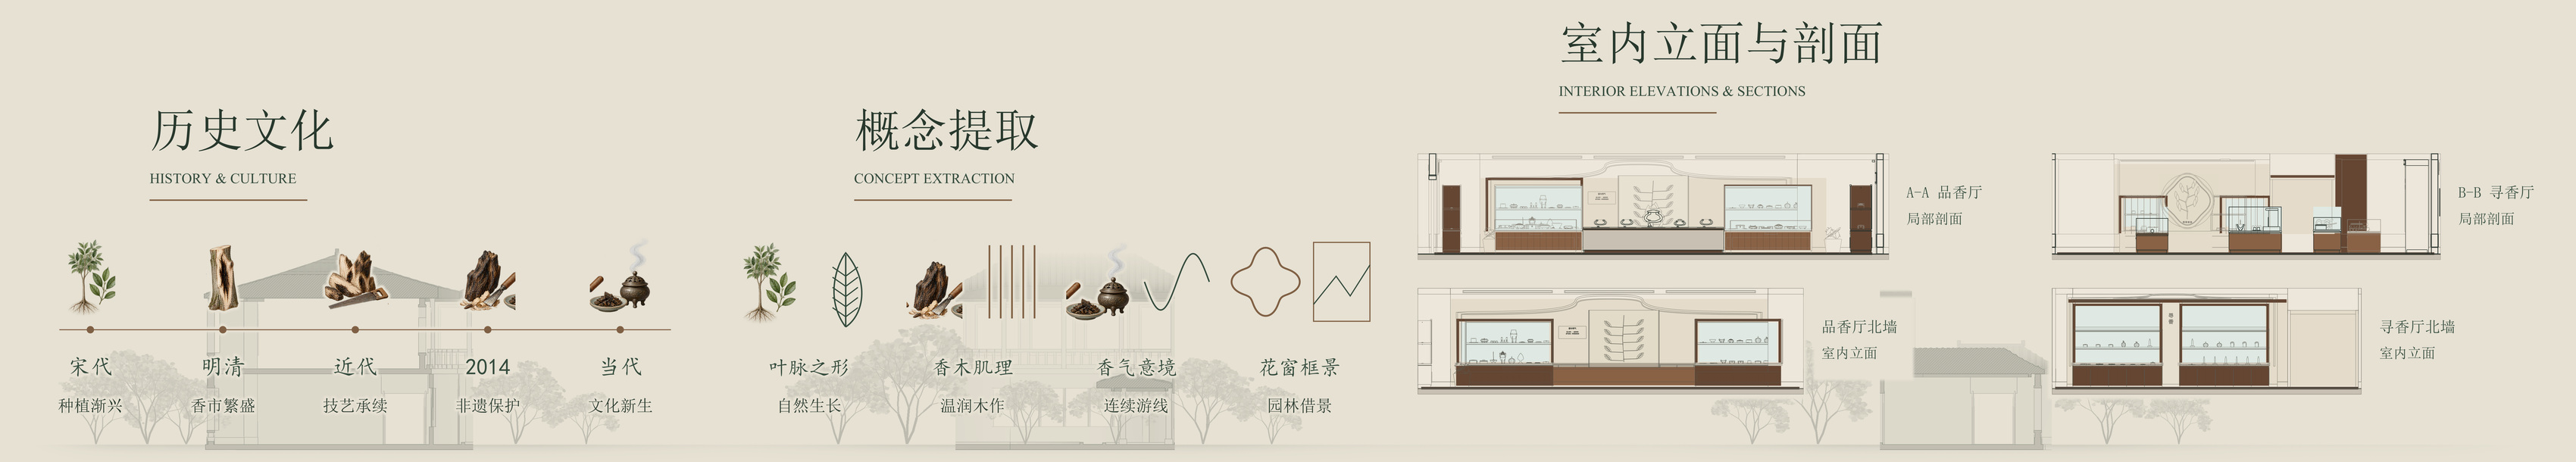 历史文化
HISTORY & CULTURE
宋代
种植渐兴
明清
香市繁盛
近代
技艺承续
2014
非遗保护
当代
文化新生
概念提取
CONCEPT EXTRACTION
叶脉之形
自然生长
香木肌理
温润木作
香气意境
连续游线
花窗框景
园林借景
室内立面与剖面
INTERIOR ELEVATIONS & SECTIONS
A-A 品香厅
局部剖面
B-B 寻香厅
局部剖面
品香厅北墙
室内立面
寻香厅北墙
室内立面